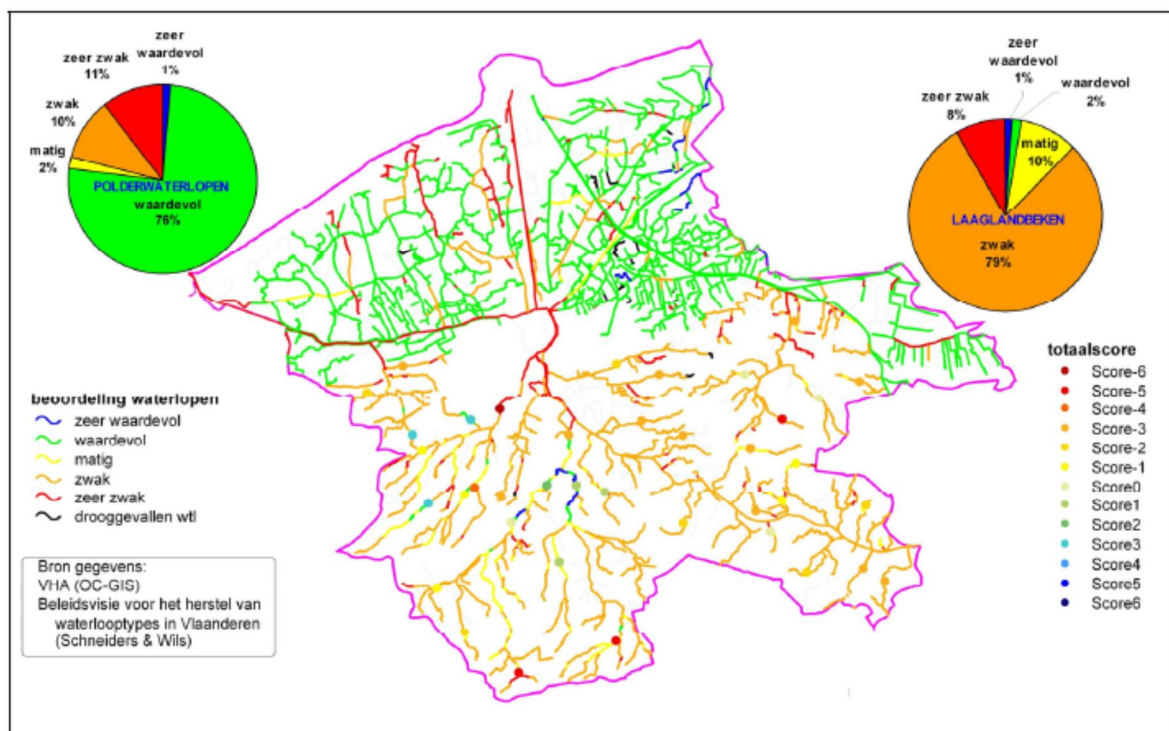 zeer
waardevol
1%
zeer zwak
11%
zwak
10%
matig
2%
POLDERWATERLOPEN
waardevol
76%
zeer
waardevol
1%
waardevol
2%
zeer zwak
8%
matig
10%
LAAGLANDBEKEN
zwak
79%
beoordeling waterlopen
zeer waardevol
waardevol
matig
zwak
zeer zwak
drooggevallen wtl
Bron gegevens:
VHA (OC-GIS)
Beleidsvisie voor het herstel van
waterlooptypes in Vlaanderen
(Schneiders & Wils)
totaalscore
Score-6
Score-5
Score-4
Score-3
Score-2
Score-1
Score0
Score1
Score2
Score3
Score4
Score5
Score6